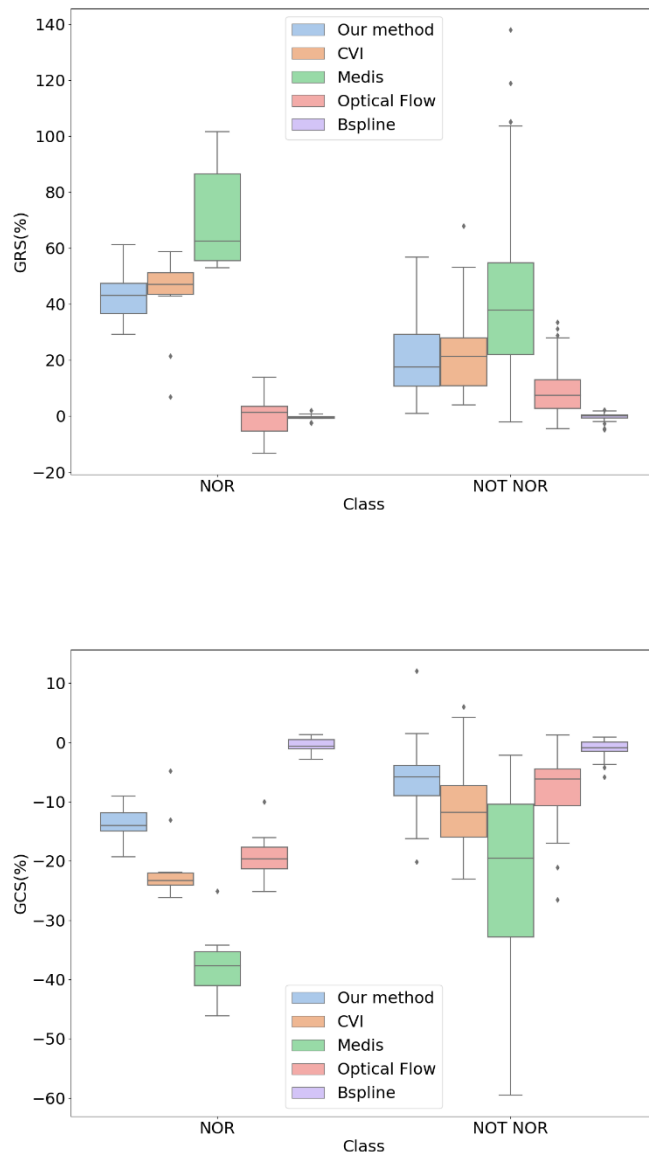 140
120
100
80
60
40
20
0
−20
GRS(%)
Our method
CVI
Medis
Optical Flow
Bspline
NOR
NOT NOR
Class
10
0
−10
−20
−30
−40
−50
−60
GCS(%)
Our method
CVI
Medis
Optical Flow
Bspline
NOR
NOT NOR
Class